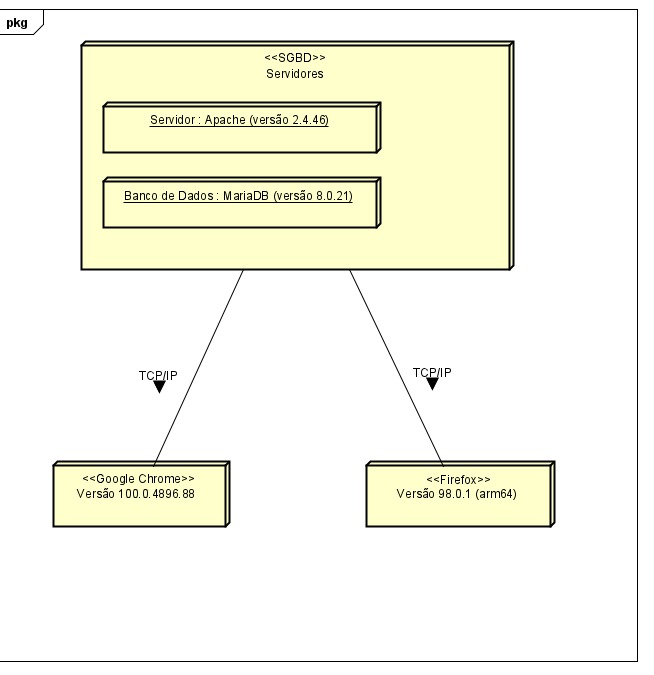 pkg
<<SGBD>>
Servidores
Servidor : Apache (versão 2.4.46)
Banco de Dados : MariaDB (versão 8.0.21)
TCP/IP
TCP/IP
<<Google Chrome>>
Versão 100.0.4896.88
<<Firefox>>
Versão 98.0.1 (arm64)